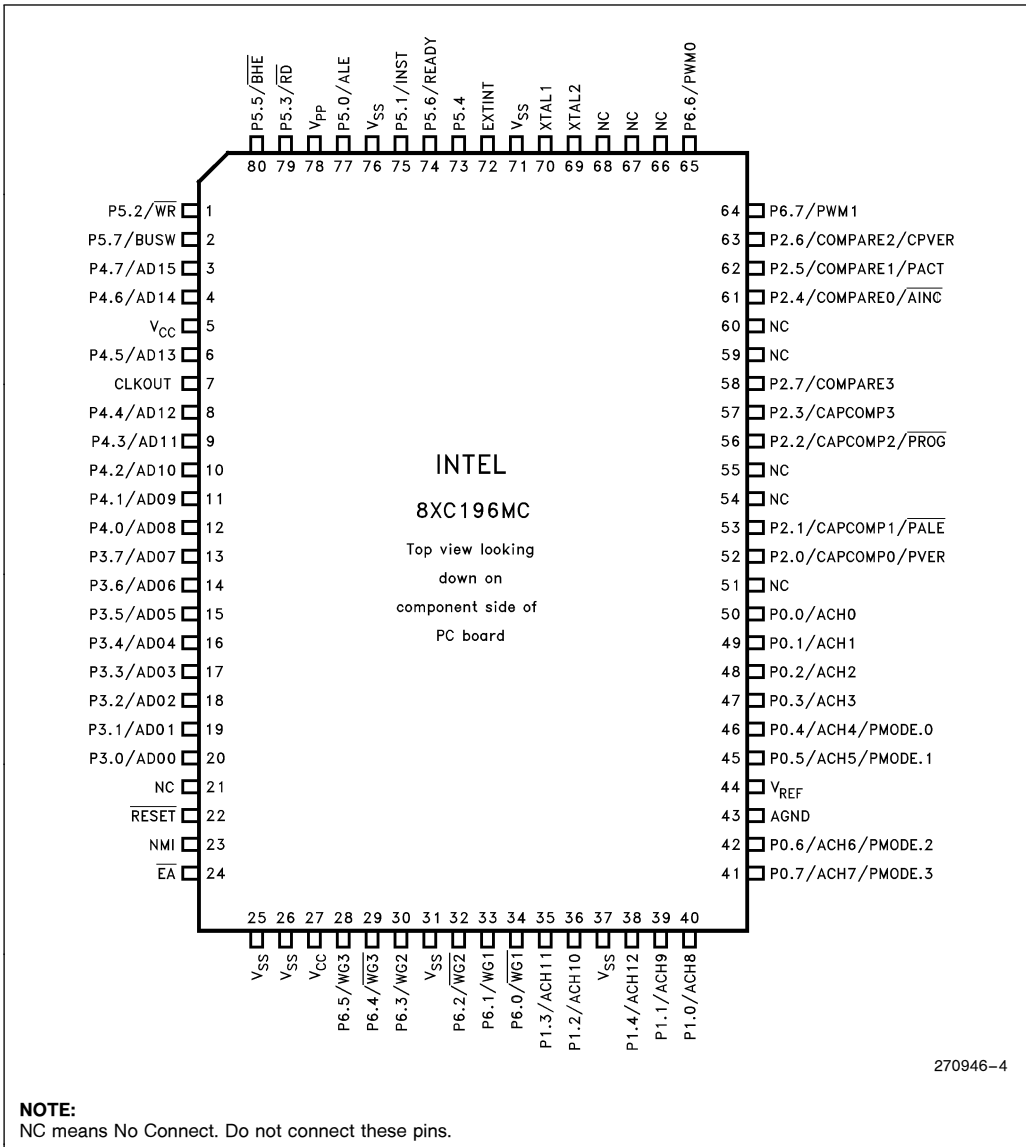 P5.5/B̅H̅E̅
P5.3/R̅D̅
VPP
P5.0/ALE
VSS
P5.1/INST
P5.6/READY
P5.4
EXTINT
VSS
XTAL1
XTAL2
NC
NC
NC
P6.6/PWM0
80 79 78 77 76 75 74 73 72 71 70 69 68 67 66 65
P5.2/W̅R̅ 1
P5.7/BUSW 2
P4.7/AD15 3
P4.6/AD14 4
VCC 5
P4.5/AD13 6
CLKOUT 7
P4.4/AD12 8
P4.3/AD11 9
P4.2/AD10 10
P4.1/AD09 11
P4.0/AD08 12
P3.7/AD07 13
P3.6/AD06 14
P3.5/AD05 15
P3.4/AD04 16
P3.3/AD03 17
P3.2/AD02 18
P3.1/AD01 19
P3.0/AD00 20
NC 21
R̅E̅S̅E̅T̅ 22
NMI 23
E̅A̅ 24
INTEL
8XC196MC
Top view looking
down on
component side of
PC board
64 P6.7/PWM1
63 P2.6/COMPARE2/CPVER
62 P2.5/COMPARE1/PACT
61 P2.4/COMPARE0/A̅I̅N̅C̅
60 NC
59 NC
58 P2.7/COMPARE3
57 P2.3/CAPCOMP3
56 P2.2/CAPCOMP2/P̅R̅O̅G̅
55 NC
54 NC
53 P2.1/CAPCOMP1/P̅A̅L̅E̅
52 P2.0/CAPCOMP0/PVER
51 NC
50 P0.0/ACH0
49 P0.1/ACH1
48 P0.2/ACH2
47 P0.3/ACH3
46 P0.4/ACH4/PMODE.0
45 P0.5/ACH5/PMODE.1
44 VREF
43 AGND
42 P0.6/ACH6/PMODE.2
41 P0.7/ACH7/PMODE.3
25 26 27 28 29 30 31 32 33 34 35 36 37 38 39 40
VSS
VSS
VCC
P6.5/WG3
P6.4/W̅G̅3̅
P6.3/WG2
VSS
P6.2/W̅G̅2̅
P6.1/WG1
P6.0/W̅G̅1̅
P1.3/ACH11
P1.2/ACH10
VSS
P1.4/ACH12
P1.1/ACH9
P1.0/ACH8
270946–4
NOTE:
NC means No Connect. Do not connect these pins.